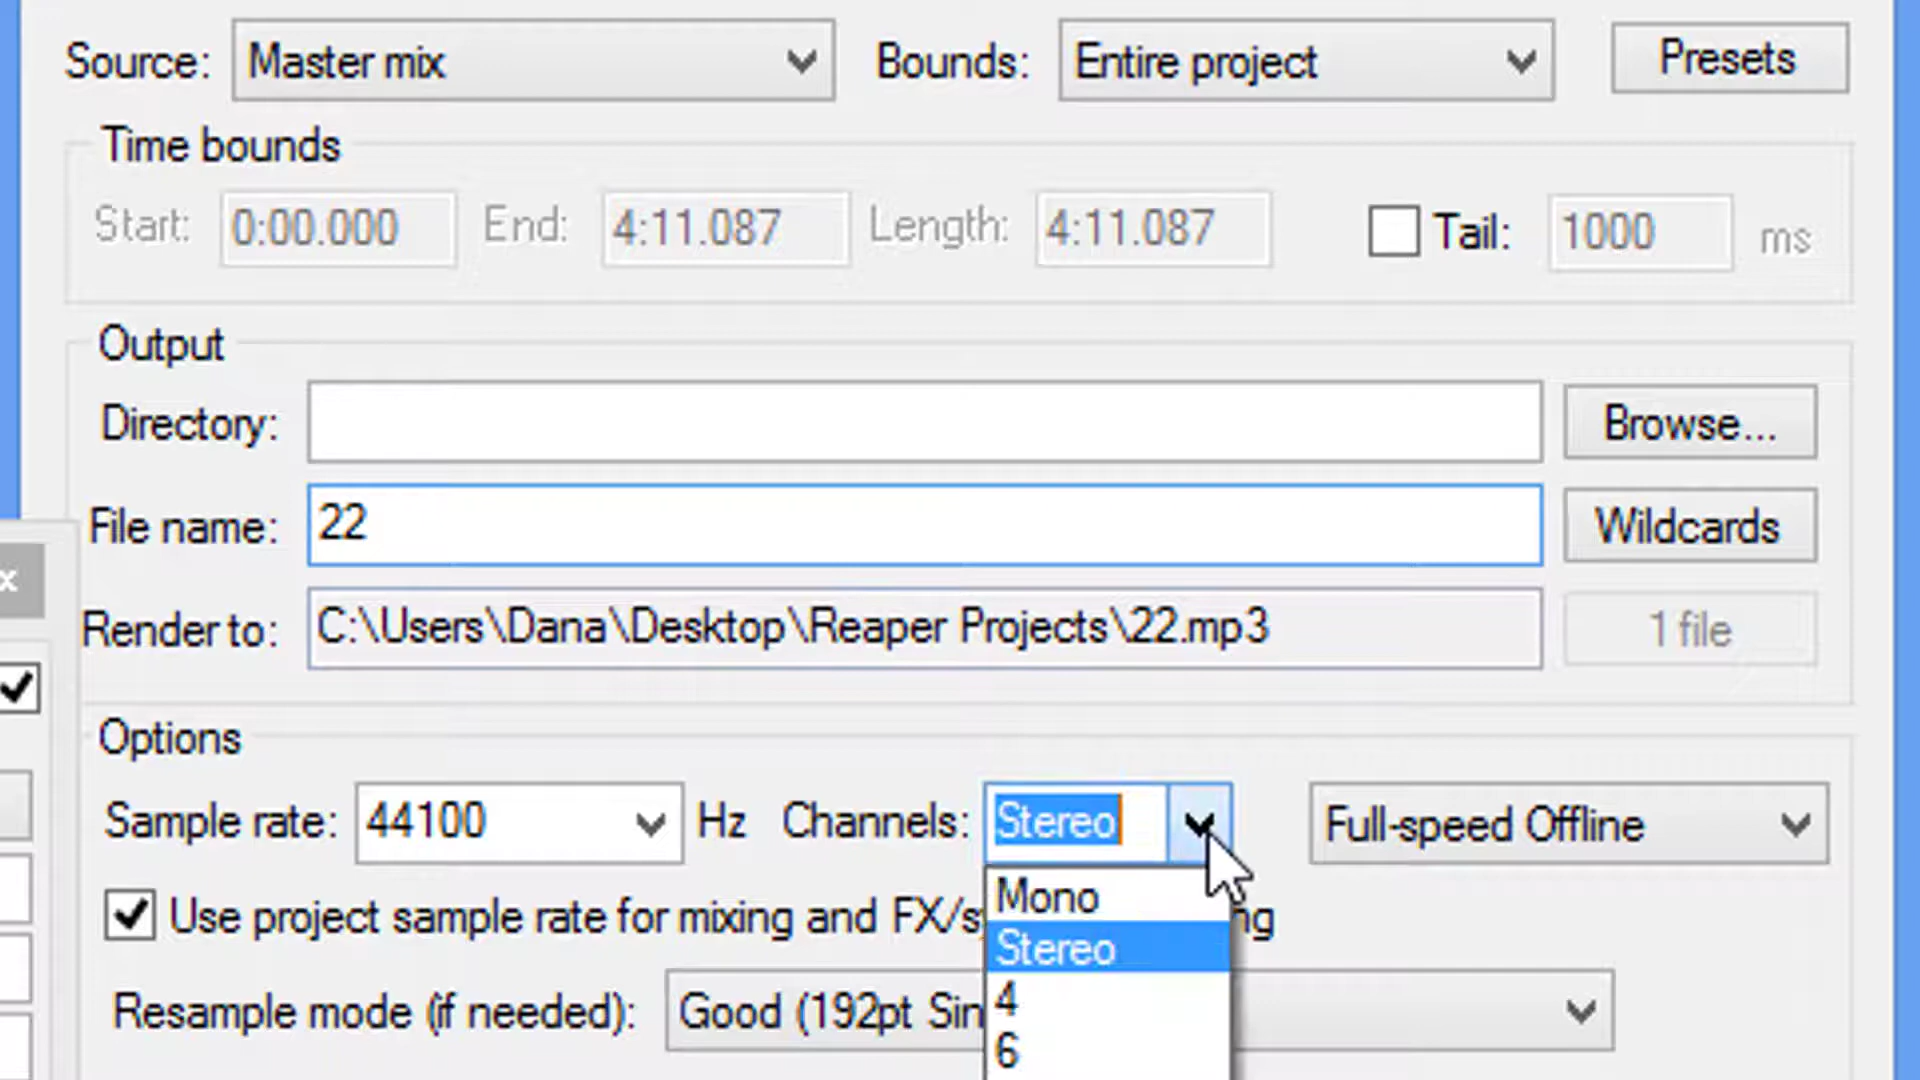 Source: Master mix Bounds: Entire project Presets
Time bounds
Start: 0:00.000 End: 4:11.087 Length: 4:11.087 Tail: 1000 ms
Output
Directory: Browse...
File name: 22 Wildcards
Render to: C:\Users\Dana\Desktop\Reaper Projects\22.mp3 1 file
Options
Sample rate: 44100 Hz Channels: Stereo Full-speed Offline
Mono
Use project sample rate for mixing and FX/s ng
Stereo
4
Resample mode (if needed): Good (192pt Sin
6
x